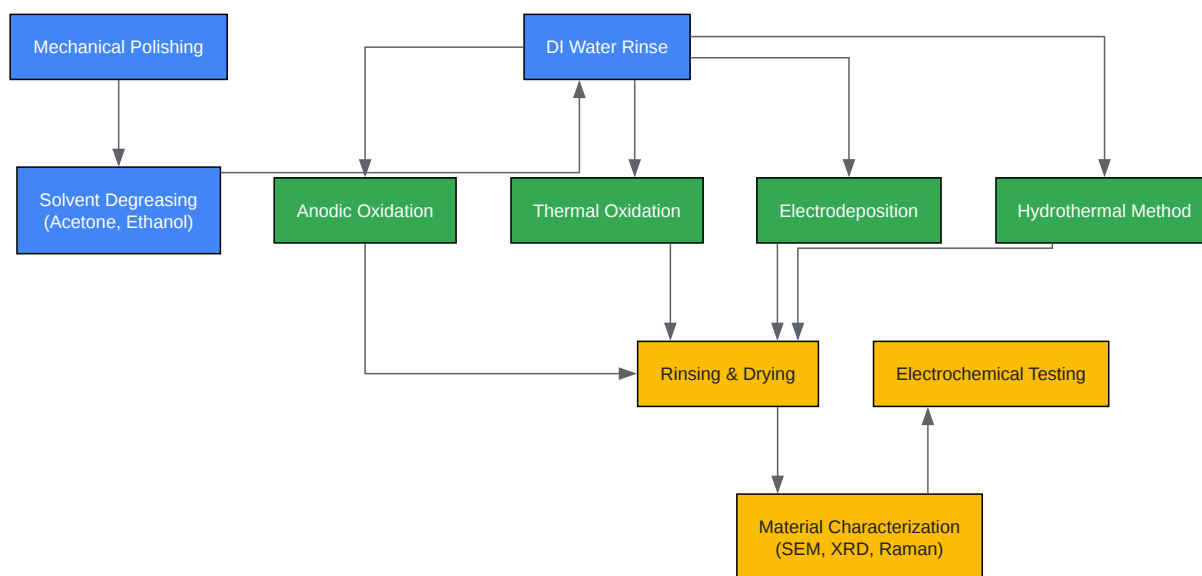 Mechanical Polishing
DI Water Rinse
Solvent Degreasing
(Acetone, Ethanol)
Anodic Oxidation
Thermal Oxidation
Electrodeposition
Hydrothermal Method
Rinsing & Drying
Electrochemical Testing
Material Characterization
(SEM, XRD, Raman)